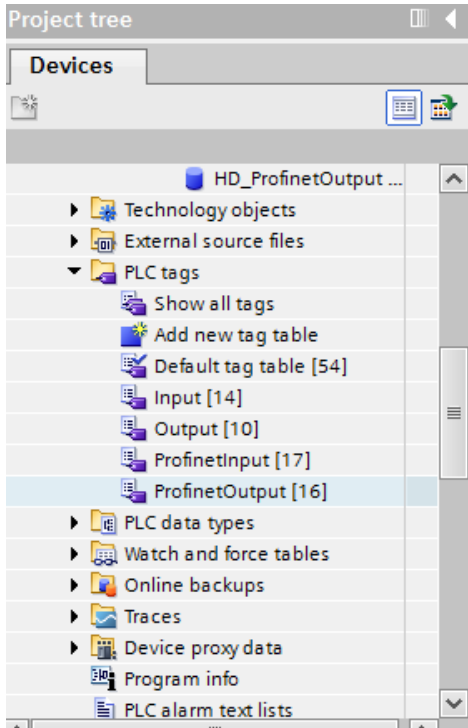 Project tree
Devices
HD_ProfinetOutput ...
Technology objects
External source files
PLC tags
Show all tags
Add new tag table
Default tag table [54]
Input [14]
Output [10]
ProfinetInput [17]
ProfinetOutput [16]
PLC data types
Watch and force tables
Online backups
Traces
Device proxy data
Program info
PLC alarm text lists